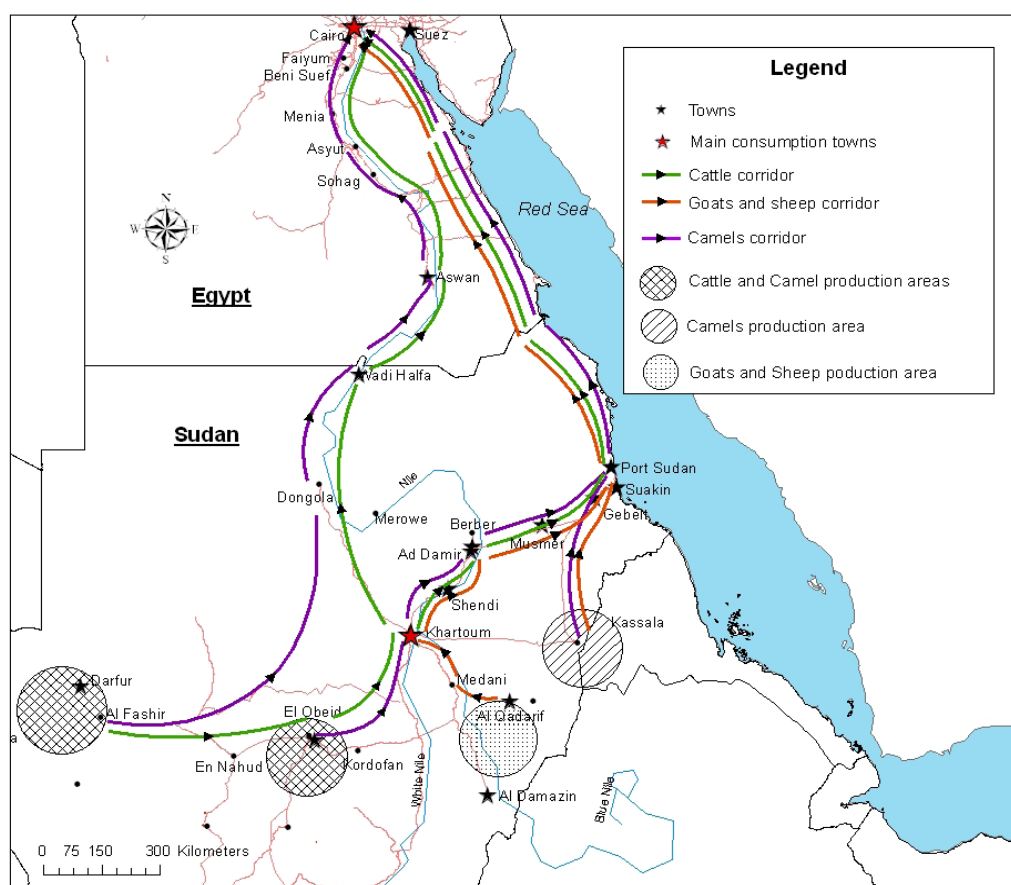 Cairo
Suez
Faiyum
Beni Suef
Menia
Asyut
Sohag
N
W
E
S
Red Sea
Aswan
Egypt
Vadi Halfa
Sudan
Port Sudan
Suakin
Dongola
Nile
Merowe
Berber
Gebeit
Musmer
Ad Damir
Shendi
Kassala
Khartoum
Darfur
Medani
Al Fashir
El Obeid
Al Qadarif
a
En Nahud
Kordofan
White Nile
Al Damazin
Blue Nile
0 75 150 300
Kilometers
Legend
Towns
Main consumption towns
Cattle corridor
Goats and sheep corridor
Camels corridor
Cattle and Camel production areas
Camels production area
Goats and Sheep poduction area